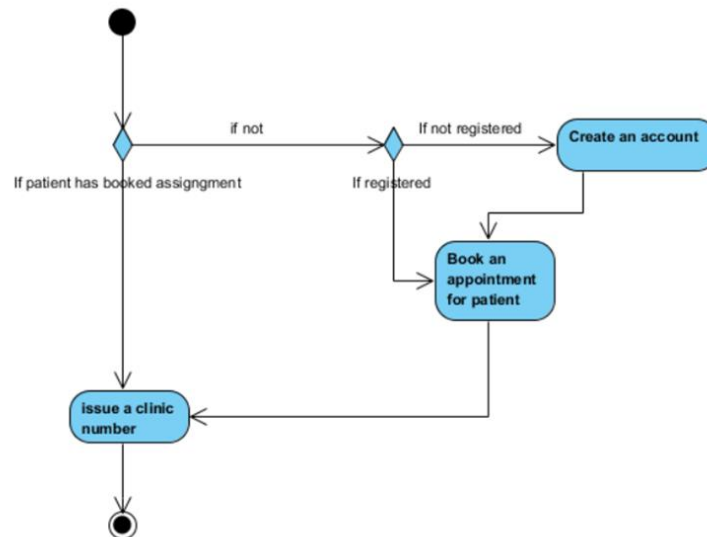 if not
If not registered
Create an account
If patient has booked assigngment
If registered
Book an
appointment
for patient
issue a clinic
number